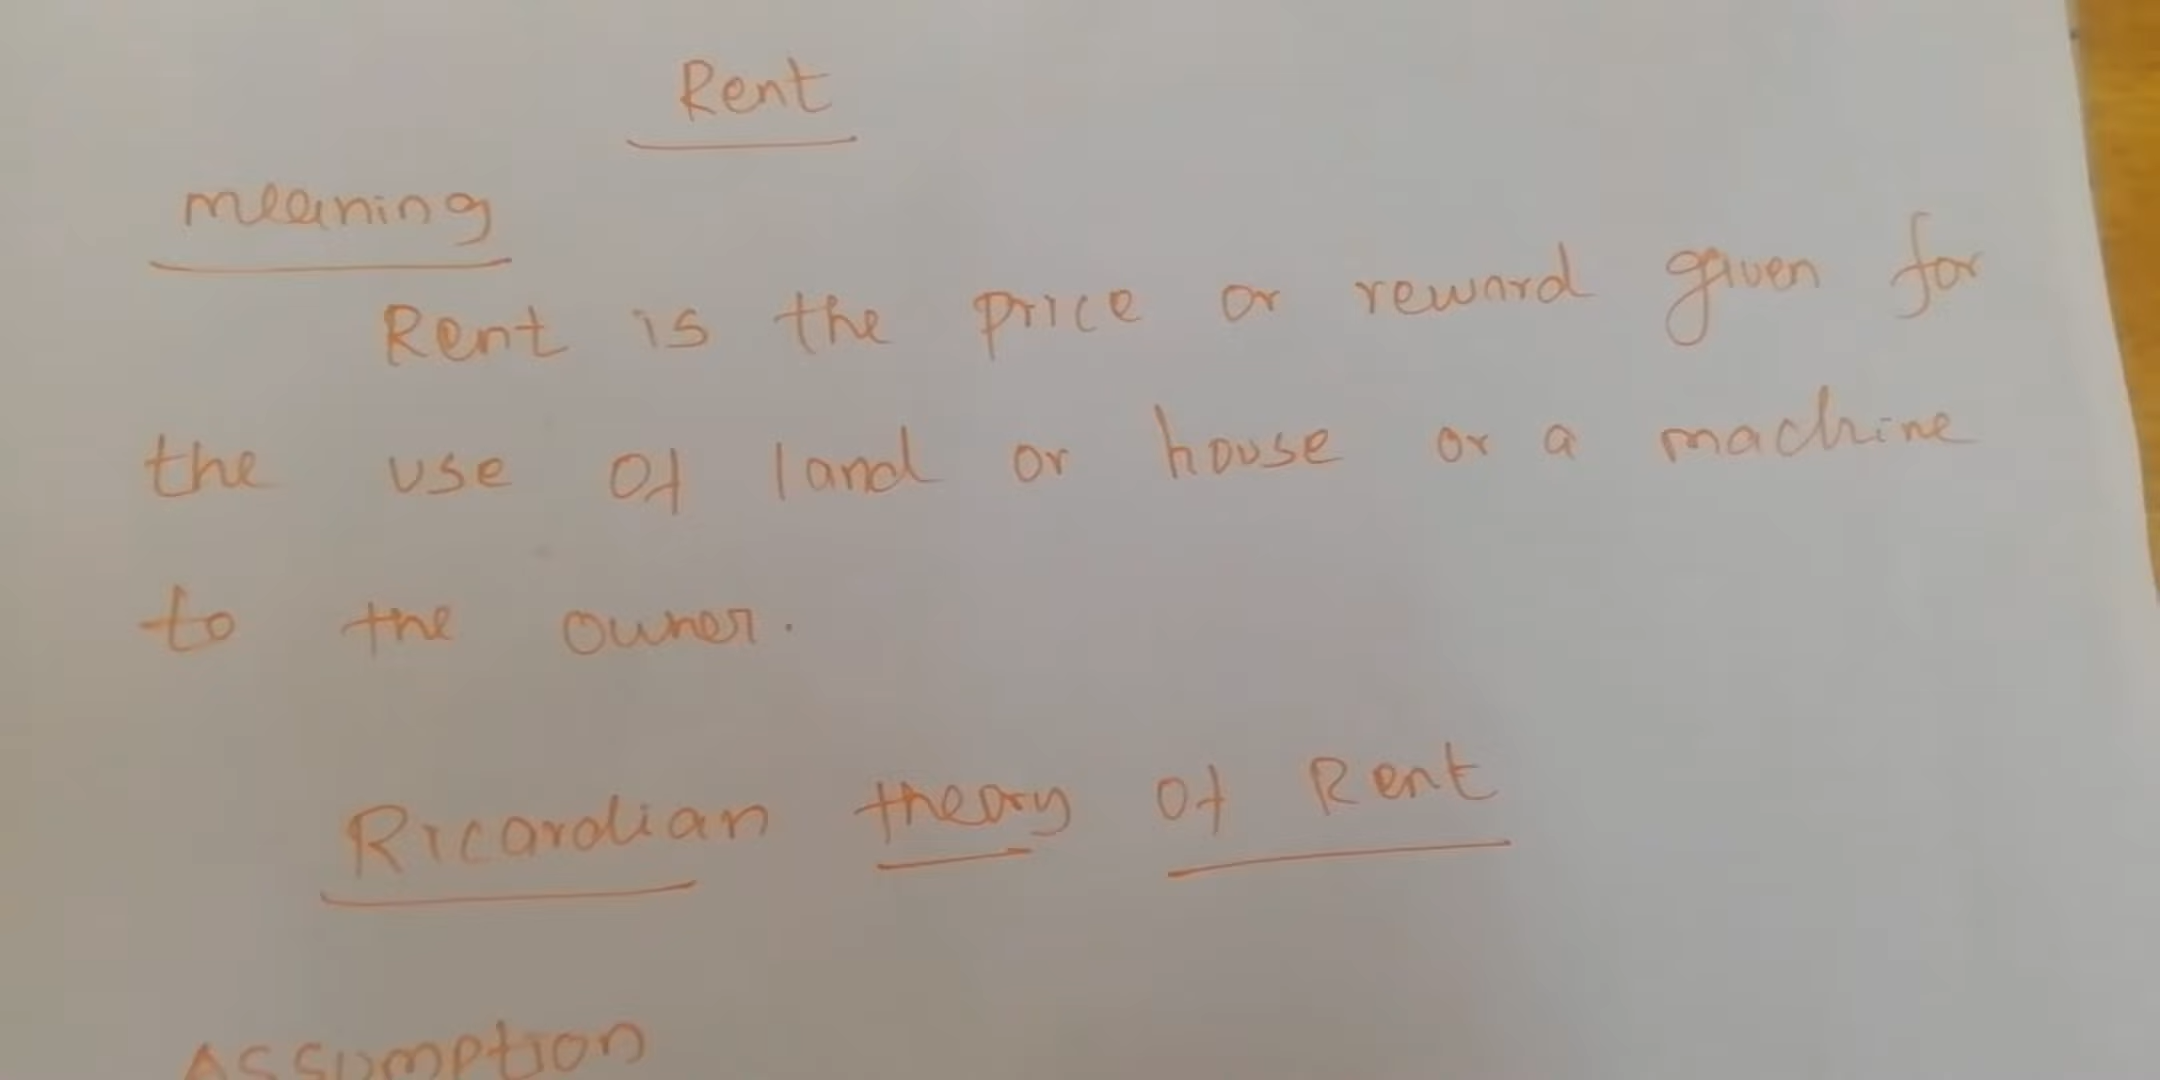 Rent
meaning
Rent is the price or reward given for
the use of land or house or a machine
to the owner.
Ricardian theory of Rent
Assumption